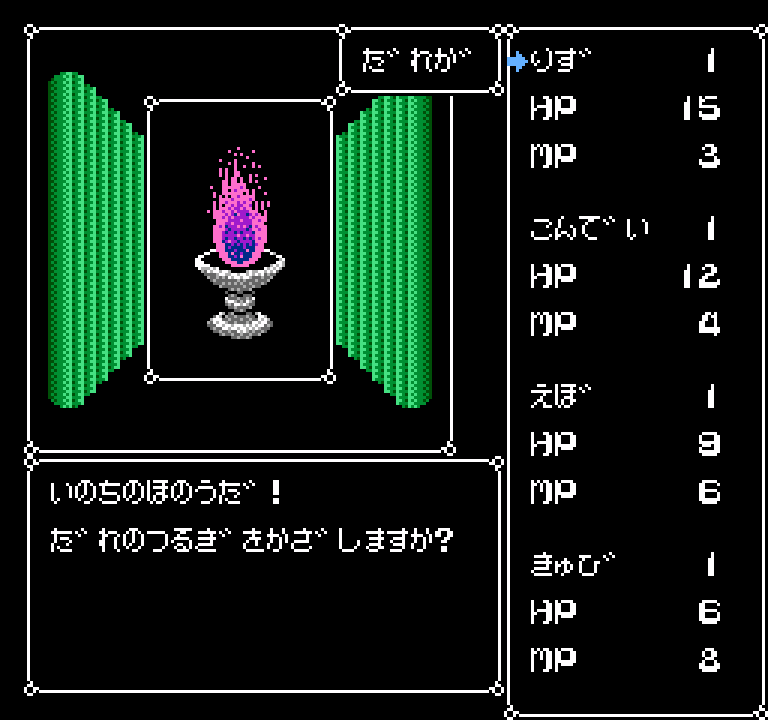 だれが
りず 1
HP 15
MP 3
こんでい 1
HP 12
MP 4
えぼ 1
HP 9
MP 6
きゅび 1
HP 6
MP 8
いのちのほのうだ!
だれのつるぎをかざしますか?